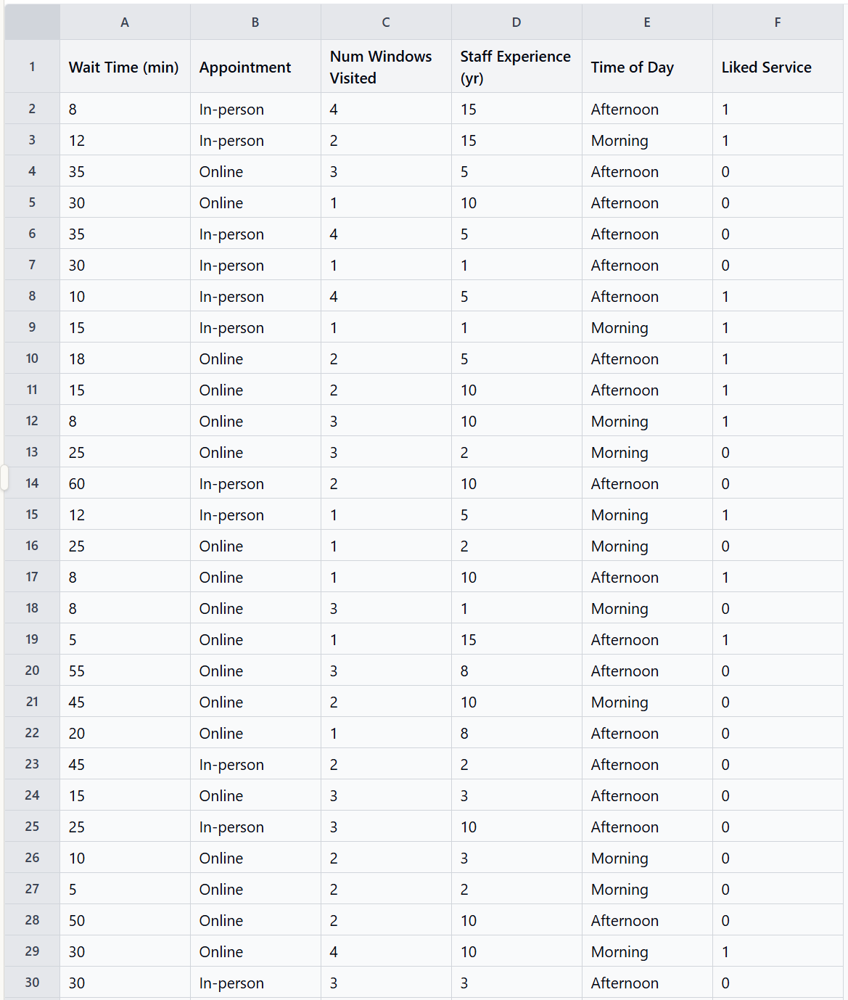 A B C D E F
1 Wait Time (min) Appointment Num Windows Visited Staff Experience (yr) Time of Day Liked Service
2 8 In-person 4 15 Afternoon 1
3 12 In-person 2 15 Morning 1
4 35 Online 3 5 Afternoon 0
5 30 Online 1 10 Afternoon 0
6 35 In-person 4 5 Afternoon 0
7 30 In-person 1 1 Afternoon 0
8 10 In-person 4 5 Afternoon 1
9 15 In-person 1 1 Morning 1
10 18 Online 2 5 Afternoon 1
11 15 Online 2 10 Afternoon 1
12 8 Online 3 10 Morning 1
13 25 Online 3 2 Morning 0
14 60 In-person 2 10 Afternoon 0
15 12 In-person 1 5 Morning 1
16 25 Online 1 2 Morning 0
17 8 Online 1 10 Afternoon 1
18 8 Online 3 1 Morning 0
19 5 Online 1 15 Afternoon 1
20 55 Online 3 8 Afternoon 0
21 45 Online 2 10 Morning 0
22 20 Online 1 8 Afternoon 0
23 45 In-person 2 2 Afternoon 0
24 15 Online 3 3 Afternoon 0
25 25 In-person 3 10 Afternoon 0
26 10 Online 2 3 Morning 0
27 5 Online 2 2 Morning 0
28 50 Online 2 10 Afternoon 0
29 30 Online 4 10 Morning 1
30 30 In-person 3 3 Afternoon 0